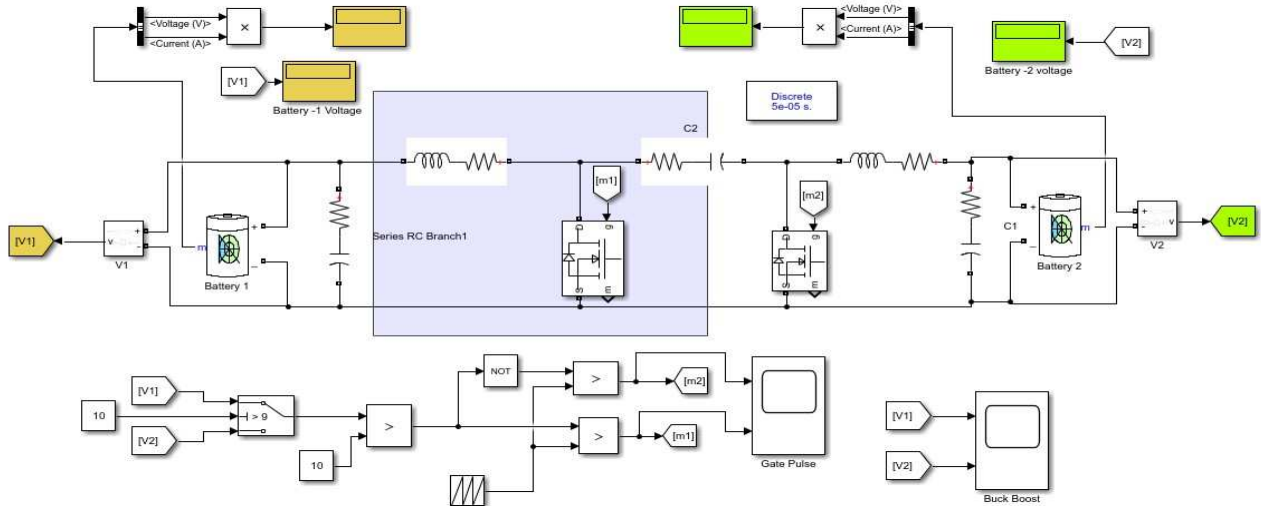 <Voltage (V)>
<Current (A)>
×
[V1]
Battery -1 Voltage
×
<Voltage (V)>
<Current (A)>
[V2]
Battery -2 voltage
Discrete
5e-05 s.
C2
[m1]
[m2]
Series RC Branch1
[V1]
v
+
-
V1
m
+
_
Battery 1
D
g
S
m
D
g
S
m
C1
+
_
m
Battery 2
+
-
v
V2
[V2]
[V1]
10
[V2]
> 9
10
>
NOT
>
[m2]
>
[m1]
Gate Pulse
[V1]
[V2]
Buck Boost